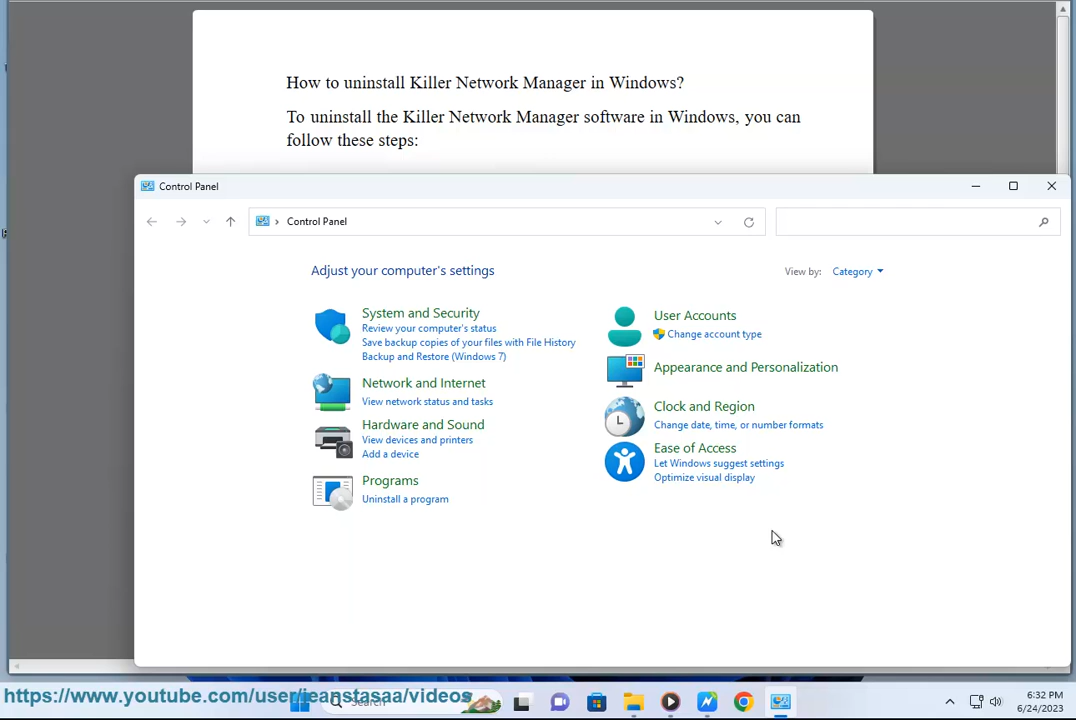 How to uninstall Killer Network Manager in Windows?
To uninstall the Killer Network Manager software in Windows, you can
follow these steps:
Control Panel
Control Panel
Adjust your computer's settings
View by: Category
System and Security
Review your computer's status
Save backup copies of your files with File History
Backup and Restore (Windows 7)
Network and Internet
View network status and tasks
Hardware and Sound
View devices and printers
Add a device
Programs
Uninstall a program
User Accounts
Change account type
Appearance and Personalization
Clock and Region
Change date, time, or number formats
Ease of Access
Let Windows suggest settings
Optimize visual display
https://www.youtube.com/user/jeanstasaa/videos
Search
6:32 PM
6/24/2023